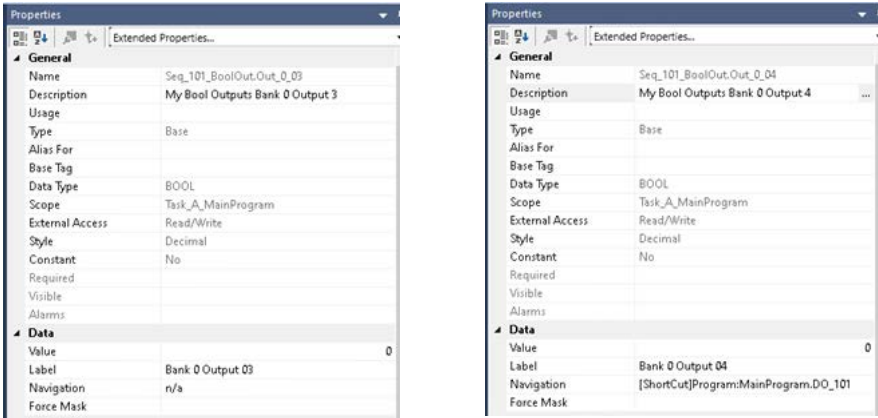 Properties
Extended Properties...
General
Name Seq_101_BoolOut.Out_0_03
Description My Bool Outputs Bank 0 Output 3
Usage
Type Base
Alias For
Base Tag
Data Type BOOL
Scope Task_A_MainProgram
External Access Read/Write
Style Decimal
Constant No
Required
Visible
Alarms
Data
Value 0
Label Bank 0 Output 03
Navigation n/a
Force Mask
Properties
Extended Properties...
General
Name Seq_101_BoolOut.Out_0_04
Description My Bool Outputs Bank 0 Output 4 ...
Usage
Type Base
Alias For
Base Tag
Data Type BOOL
Scope Task_A_MainProgram
External Access Read/Write
Style Decimal
Constant No
Required
Visible
Alarms
Data
Value 0
Label Bank 0 Output 04
Navigation [ShortCut]Program:MainProgram.DO_101
Force Mask